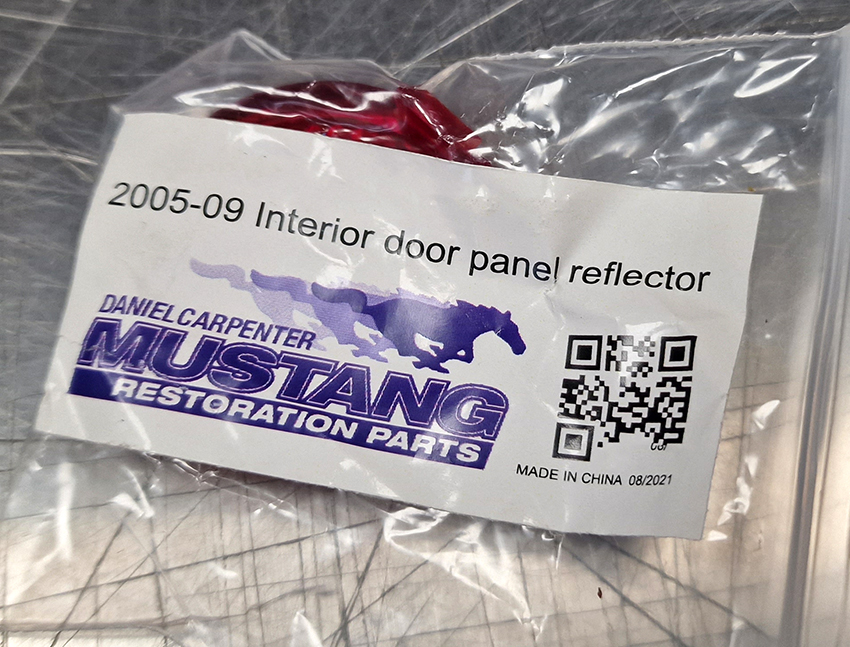 2005-09 Interior door panel reflector
DANIEL CARPENTER
MUSTANG
RESTORATION PARTS
MADE IN CHINA 08/2021